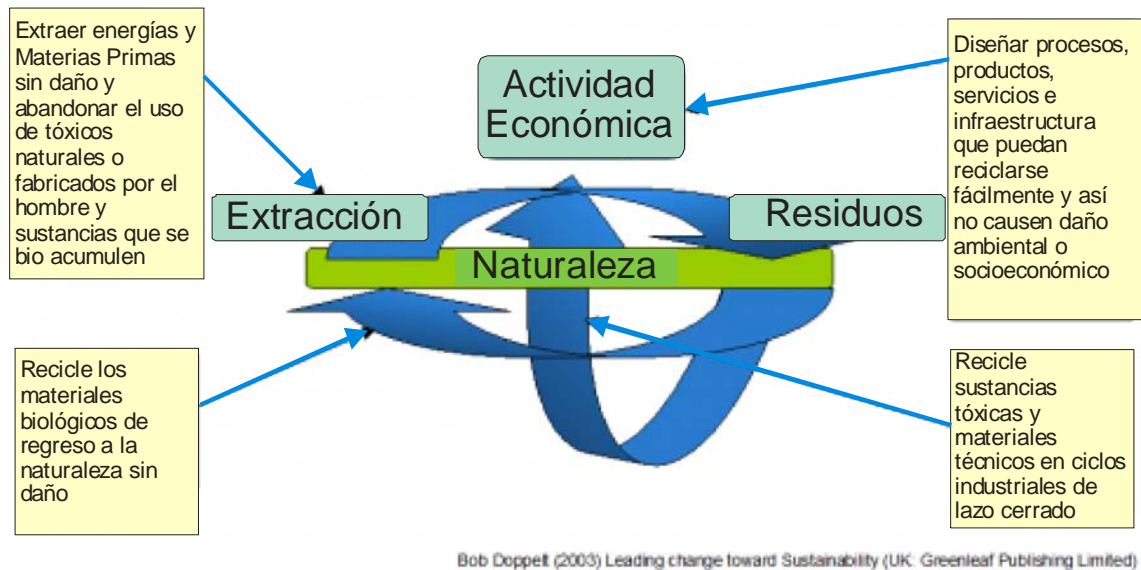 Extraer energías y
Materias Primas
sin daño y
abandonar el uso
de tóxicos
naturales o
fabricados por el
hombre y
sustancias que se
bio acumulen
Actividad
Económica
Diseñar procesos,
productos,
servicios e
infraestructura
que puedan
reciclarse
fácilmente y así
no causen daño
ambiental o
socioeconómico
Extracción
Residuos
Naturaleza
Recicle los
materiales
biológicos de
regreso a la
naturaleza sin
daño
Recicle
sustancias
tóxicas y
materiales
técnicos en ciclos
industriales de
lazo cerrado
Bob Doppelt (2003) Leading change toward Sustainability (UK: Greenleaf Publishing Limited)